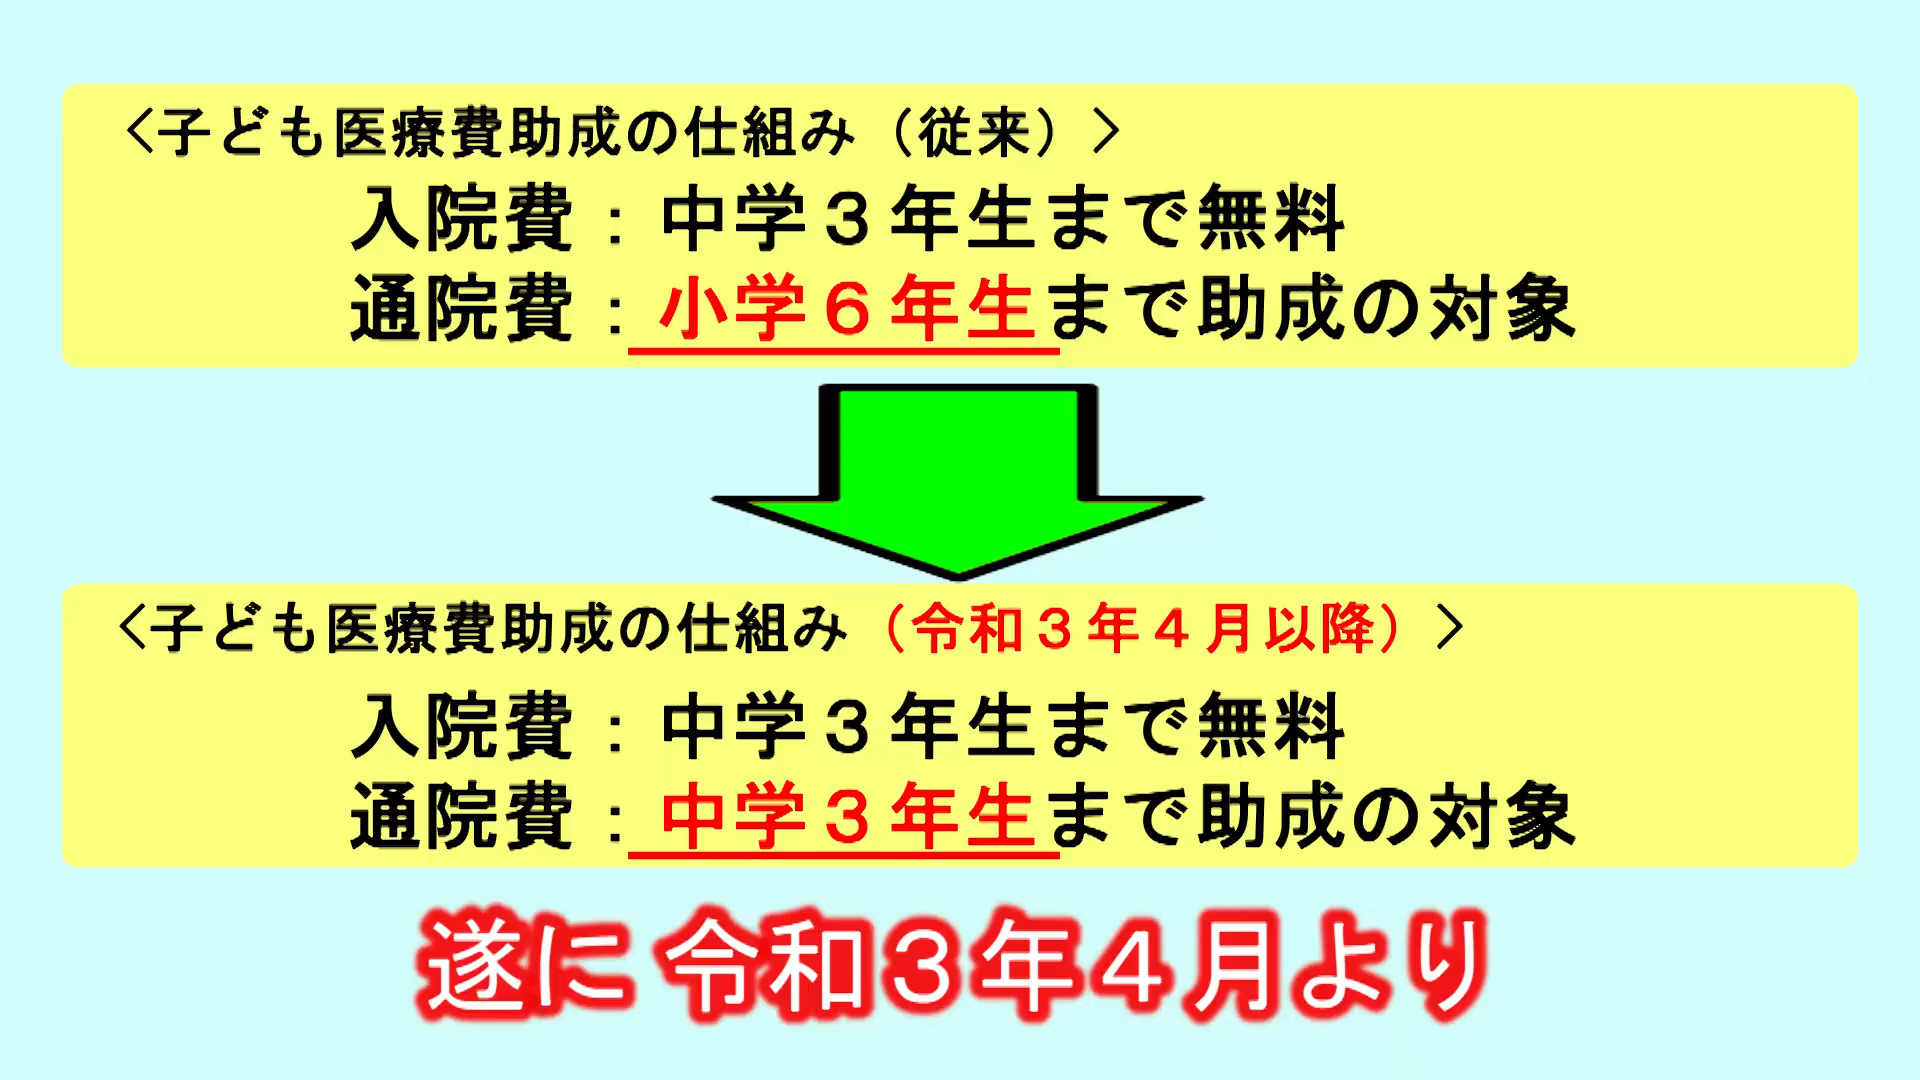 <子ども医療費助成の仕組み（従来）>
入院費：中学３年生まで無料
通院費：小学６年生まで助成の対象
<子ども医療費助成の仕組み（令和３年４月以降）>
入院費：中学３年生まで無料
通院費：中学３年生まで助成の対象
遂に 令和３年４月より